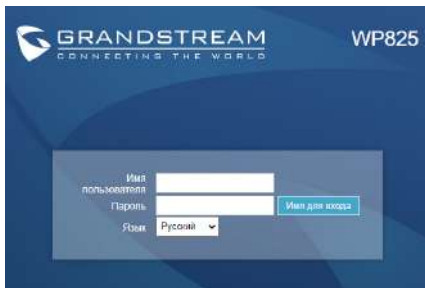 GRANDSTREAM
CONNECTING THE WORLD
WP825
Имя
пользователя
Пароль
Имя для входа
Язык
Русский